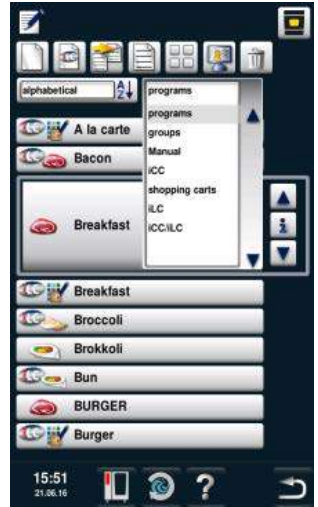 alphabetical
A
Z
programs
programs
groups
Manual
iCC
shopping carts
iLC
iCC/iLC
A la carte
Bacon
Breakfast
i
Breakfast
Broccoli
Brokkoli
Bun
BURGER
Burger
15:51
21.06.16
?